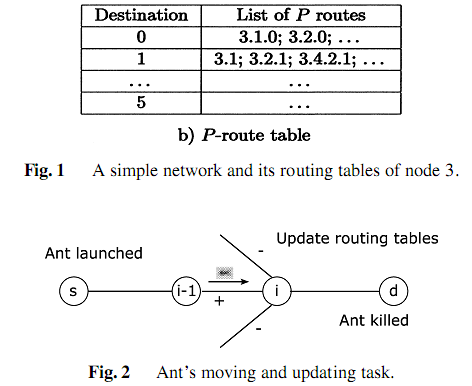 Destination List of P routes
0 3.1.0; 3.2.0; ...
1 3.1; 3.2.1; 3.4.2.1; ...
... ...
5 ...
b) P-route table
Fig. 1 A simple network and its routing tables of node 3.
Update routing tables
Ant launched
s i-1 i d
+
-
-
Ant killed
Fig. 2 Ant's moving and updating task.